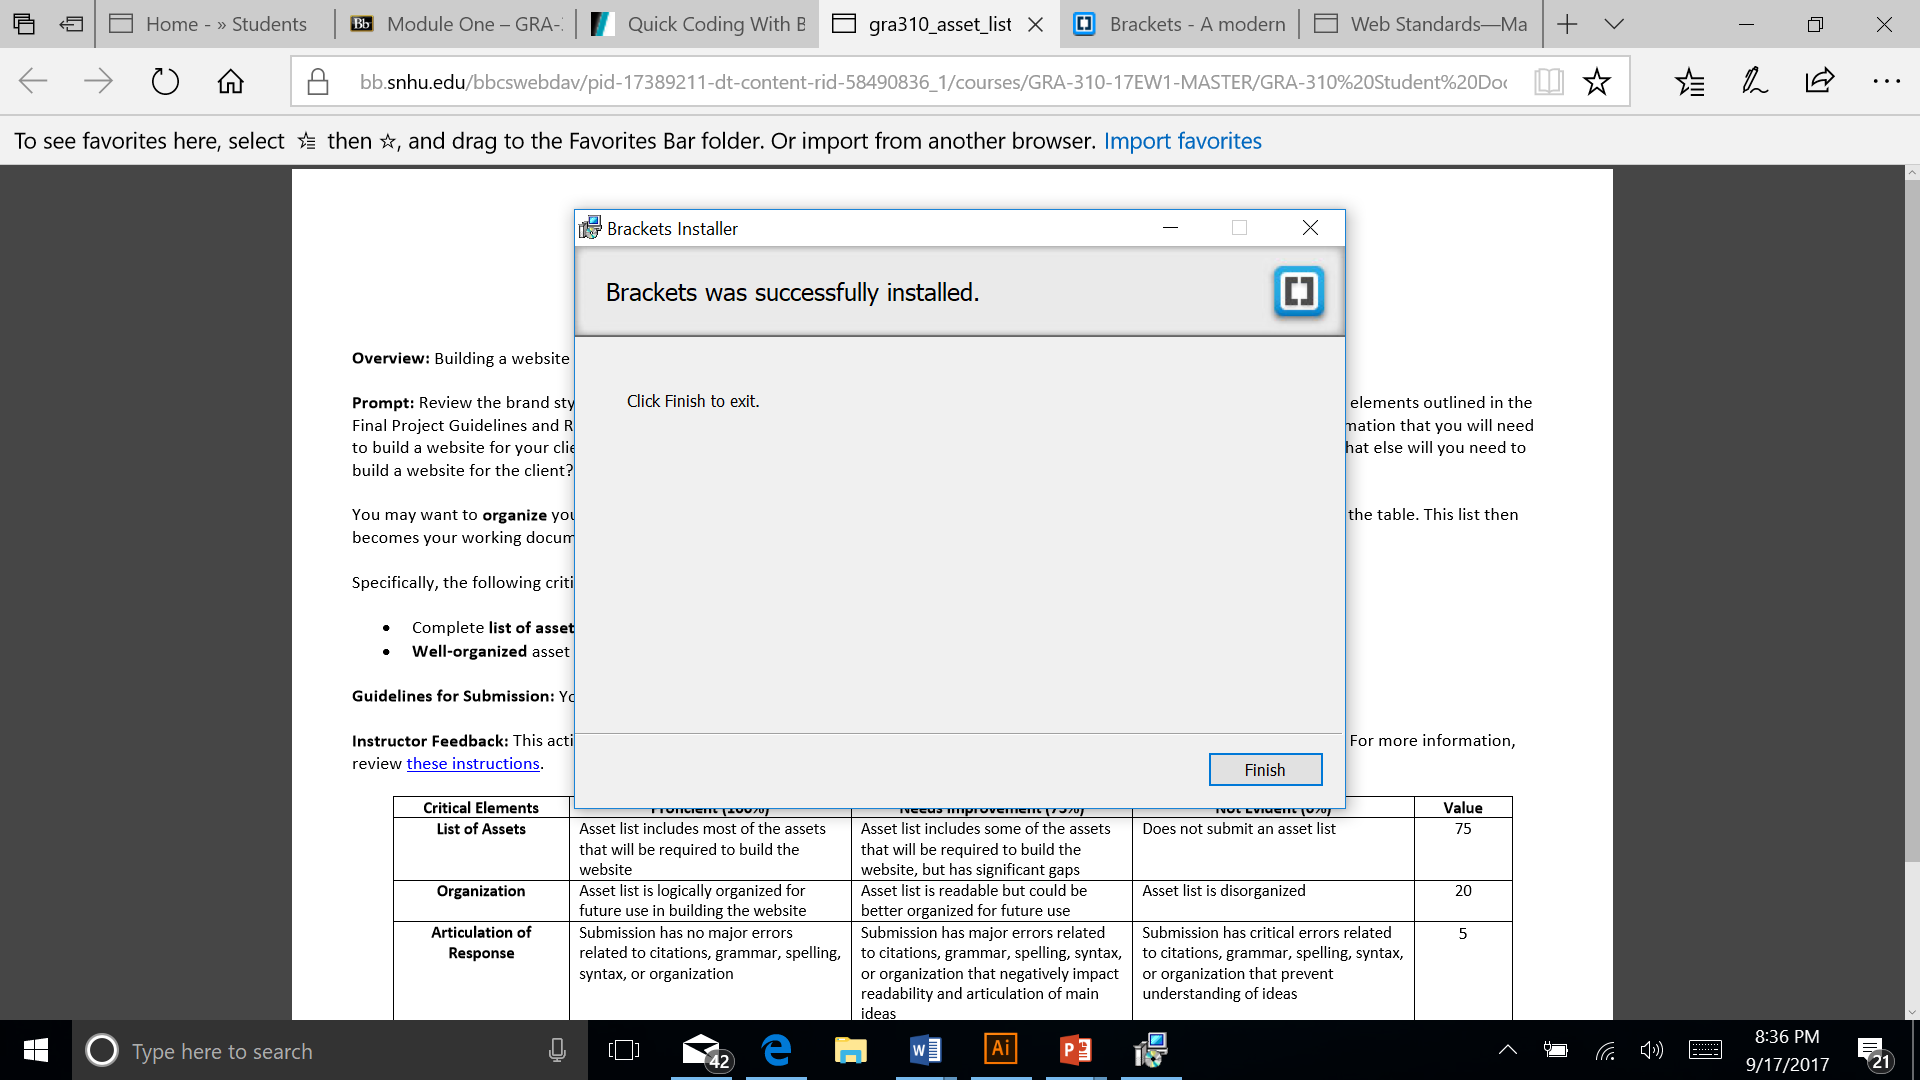 Home - » Students
Module One – GRA-
Quick Coding With B
gra310_asset_list
Brackets - A modern
Web Standards—Ma
bb.snhu.edu/bbcswebdav/pid-17389211-dt-content-rid-58490836_1/courses/GRA-310-17EW1-MASTER/GRA-310%20Student%20Doc
To see favorites here, select then ☆, and drag to the Favorites Bar folder. Or import from another browser. Import favorites
Brackets Installer
Brackets was successfully installed.
Click Finish to exit.
Finish
Overview: Building a website
Prompt: Review the brand sty elements outlined in the
Final Project Guidelines and R mation that you will need
to build a website for your clie hat else will you need to
build a website for the client?
You may want to organize you the table. This list then
becomes your working docum
Specifically, the following criti
• Complete list of asset
• Well-organized asset
Guidelines for Submission: Yo
Instructor Feedback: This acti For more information,
review these instructions.
Critical Elements Proficient (100%) Needs Improvement (75%) Not Evident (0%) Value
List of Assets
Asset list includes most of the assets
that will be required to build the
website
Asset list includes some of the assets
that will be required to build the
website, but has significant gaps
Does not submit an asset list
75
Organization
Asset list is logically organized for
future use in building the website
Asset list is readable but could be
better organized for future use
Asset list is disorganized
20
Articulation of
Response
Submission has no major errors
related to citations, grammar, spelling,
syntax, or organization
Submission has major errors related
to citations, grammar, spelling, syntax,
or organization that negatively impact
readability and articulation of main
ideas
Submission has critical errors related
to citations, grammar, spelling, syntax,
or organization that prevent
understanding of ideas
5
Type here to search
42
8:36 PM
9/17/2017
21